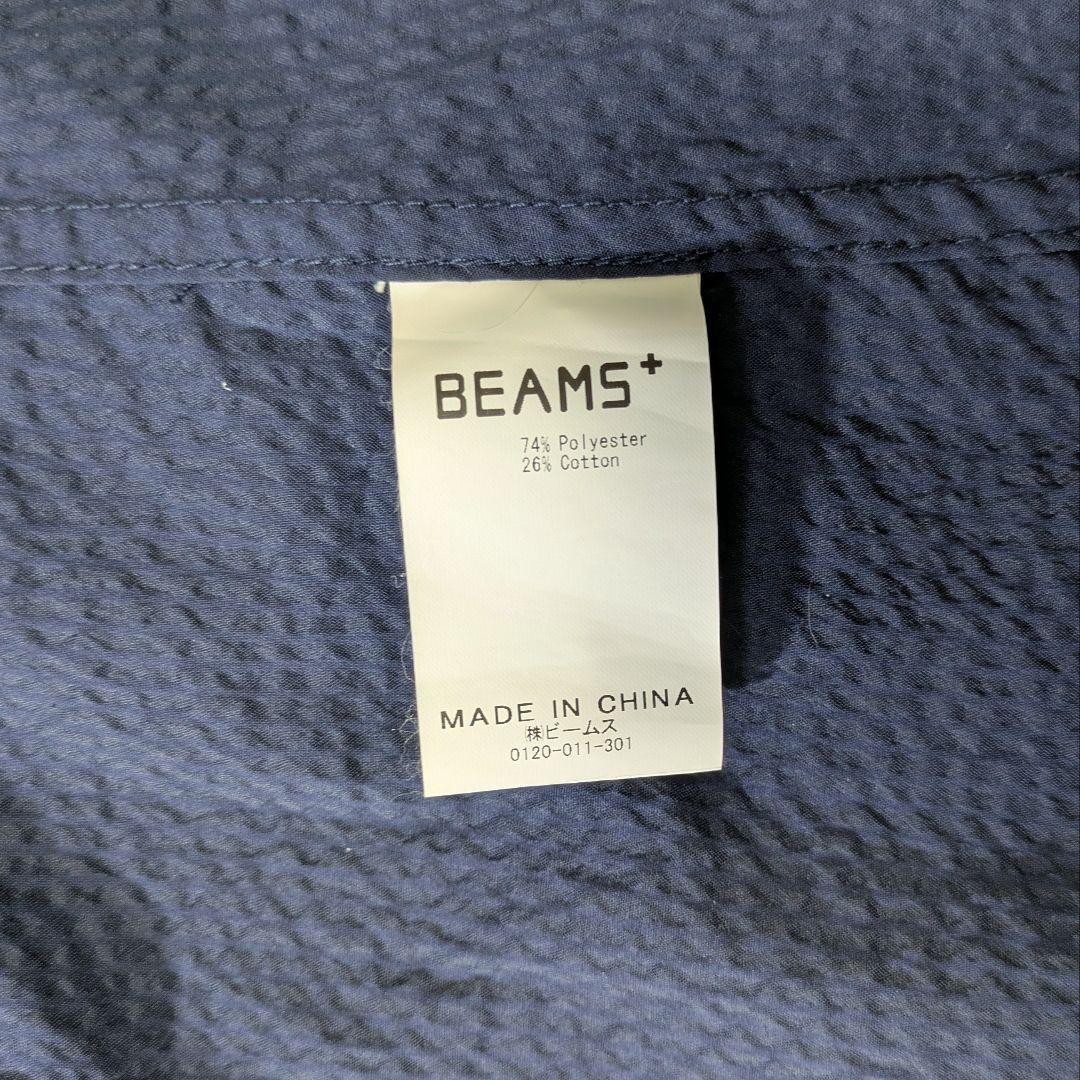 BEAMS+
74% Polyester
26% Cotton
MADE IN CHINA
㈱ビームス
0120-011-301